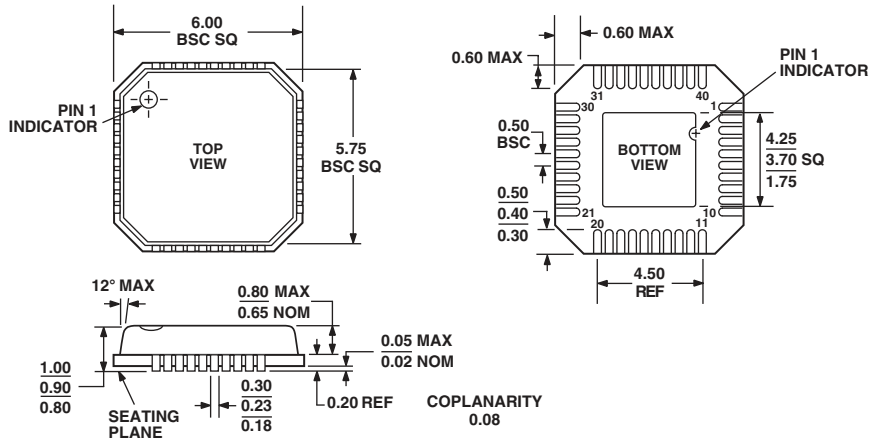 6.00
BSC SQ
PIN 1
INDICATOR
TOP
VIEW
5.75
BSC SQ
0.60 MAX
0.60 MAX
PIN 1
INDICATOR
31
40
30
1
0.50
BSC
BOTTOM
VIEW
4.25
3.70 SQ
1.75
0.50
0.40
0.30
21
10
20
11
4.50
REF
12° MAX
0.80 MAX
0.65 NOM
0.05 MAX
0.02 NOM
1.00
0.90
0.80
SEATING
PLANE
0.30
0.23
0.18
0.20 REF
COPLANARITY
0.08